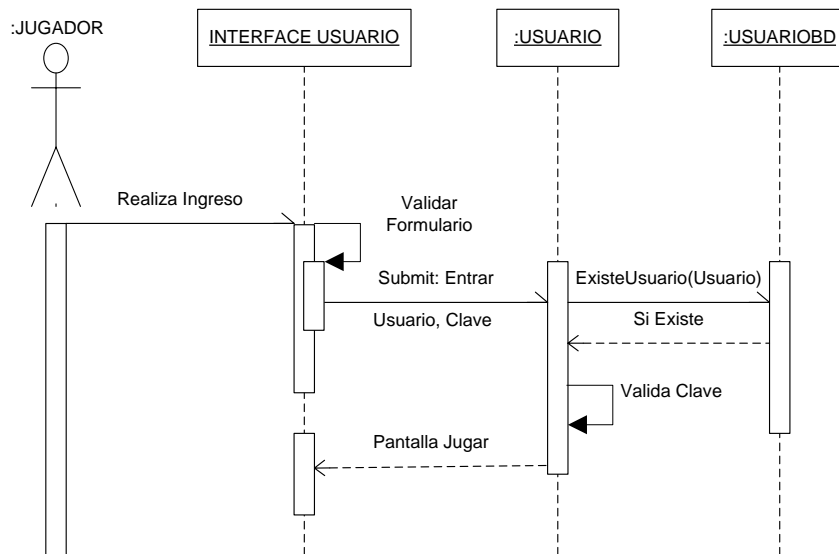 :JUGADOR
INTERFACE USUARIO
:USUARIO
:USUARIOBD
Realiza Ingreso
Validar
Formulario
Submit: Entrar
ExisteUsuario(Usuario)
Usuario, Clave
Si Existe
Valida Clave
Pantalla Jugar